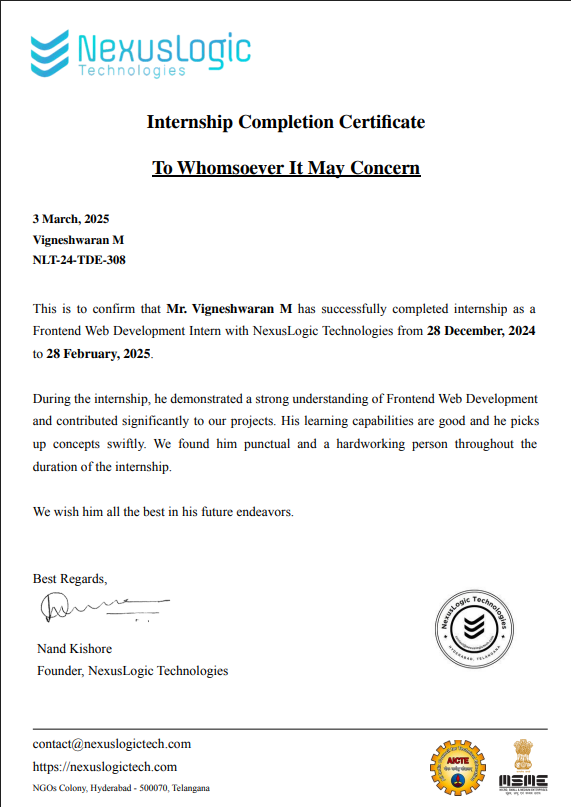 NexusLogic
Technologies
Internship Completion Certificate
To Whomsoever It May Concern
3 March, 2025
Vigneshwaran M
NLT-24-TDE-308
This is to confirm that Mr. Vigneshwaran M has successfully completed internship as a
Frontend Web Development Intern with NexusLogic Technologies from 28 December, 2024
to 28 February, 2025.
During the internship, he demonstrated a strong understanding of Frontend Web Development
and contributed significantly to our projects. His learning capabilities are good and he picks
up concepts swiftly. We found him punctual and a hardworking person throughout the
duration of the internship.
We wish him all the best in his future endeavors.
Best Regards,
Nand Kishore
Founder, NexusLogic Technologies
NexusLogic Technologies
HYDERABAD, TELANGANA
contact@nexuslogictech.com
https://nexuslogictech.com
NGOs Colony, Hyderabad - 500070, Telangana
AICTE
MSME